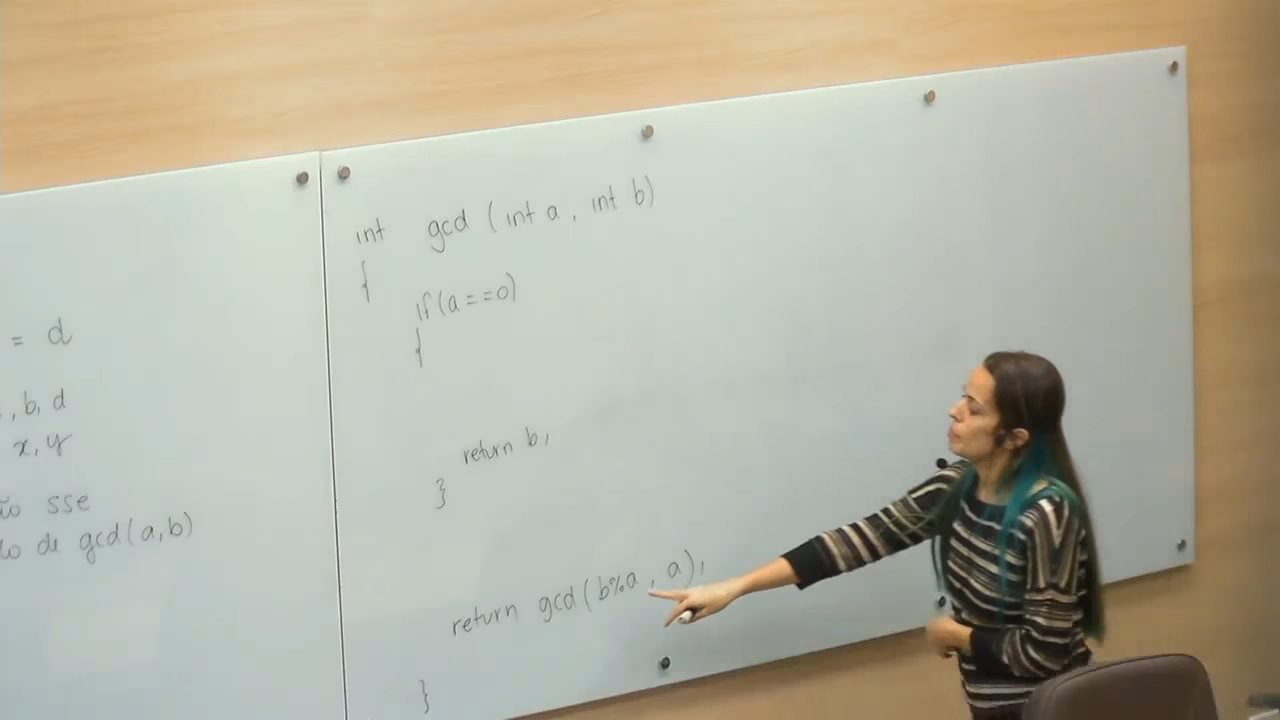 = d
, b, d
x, y
sse
de gcd(a,b)
int gcd (int a, int b)
{
if(a==0)
{
return b;
}
return gcd(b%a, a);
}